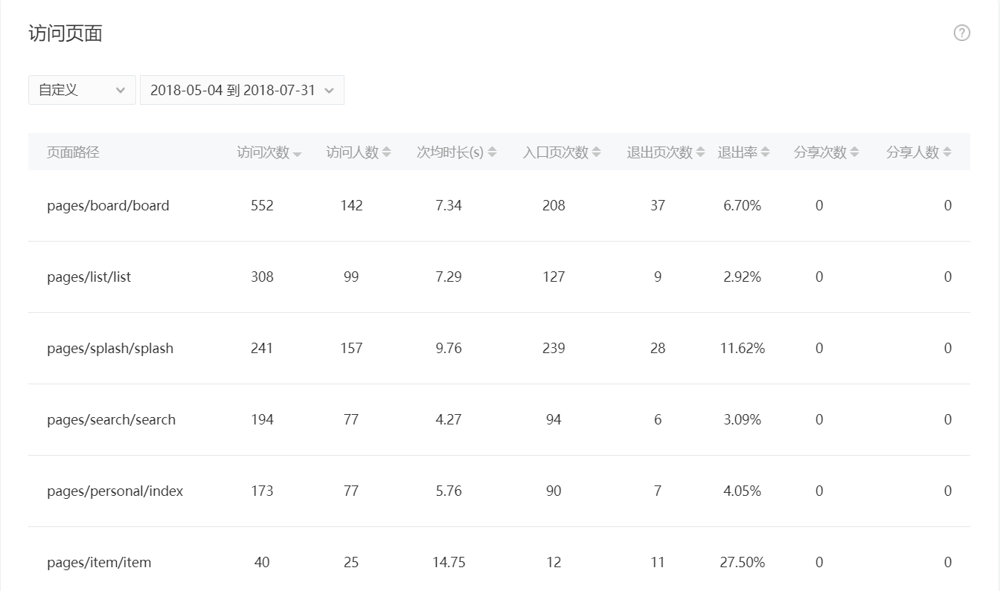 访问页面
自定义 2018-05-04 到 2018-07-31
页面路径 访问次数 访问人数 次均时长(s) 入口页次数 退出页次数 退出率 分享次数 分享人数
pages/board/board 552 142 7.34 208 37 6.70% 0 0
pages/list/list 308 99 7.29 127 9 2.92% 0 0
pages/splash/splash 241 157 9.76 239 28 11.62% 0 0
pages/search/search 194 77 4.27 94 6 3.09% 0 0
pages/personal/index 173 77 5.76 90 7 4.05% 0 0
pages/item/item 40 25 14.75 12 11 27.50% 0 0